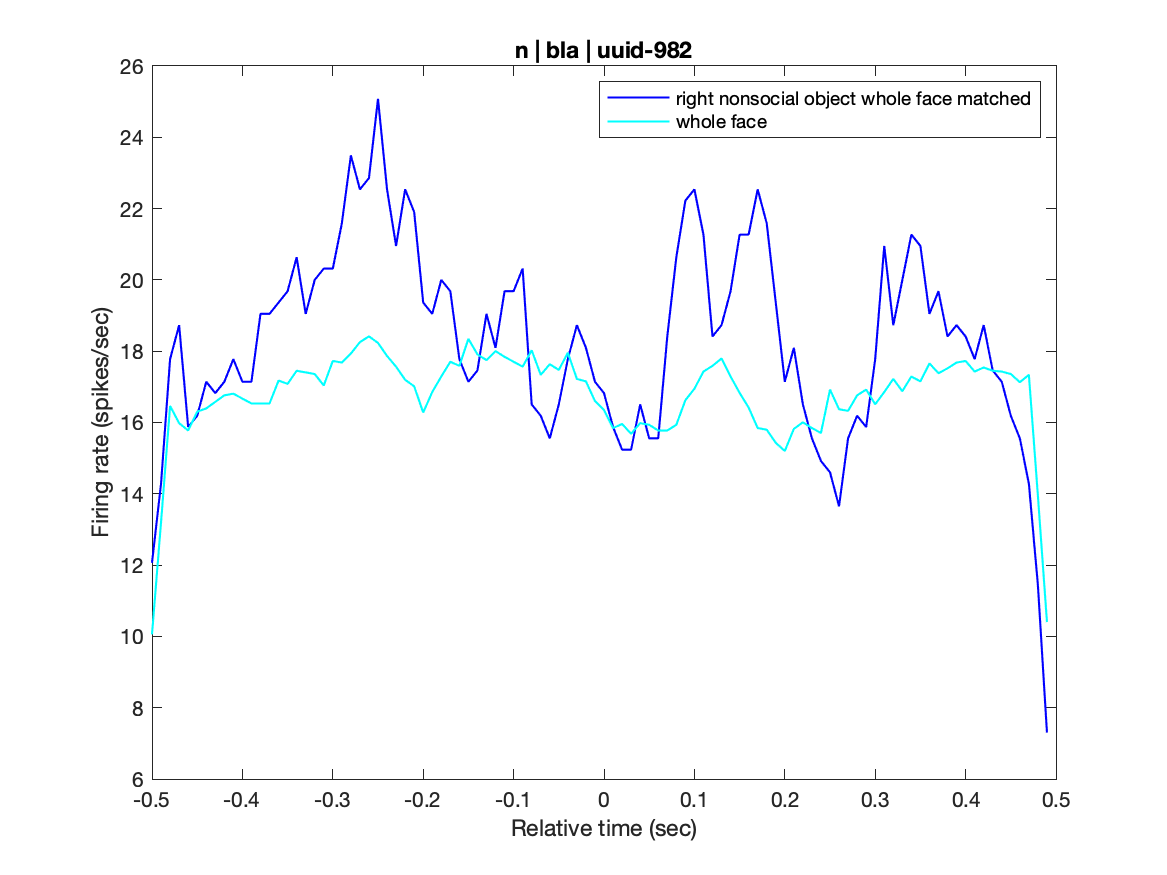 n | bla | uuid-982
right nonsocial object whole face matched
whole face
26
24
22
20
18
16
14
12
10
8
6
Firing rate (spikes/sec)
-0.5 -0.4 -0.3 -0.2 -0.1 0 0.1 0.2 0.3 0.4 0.5
Relative time (sec)